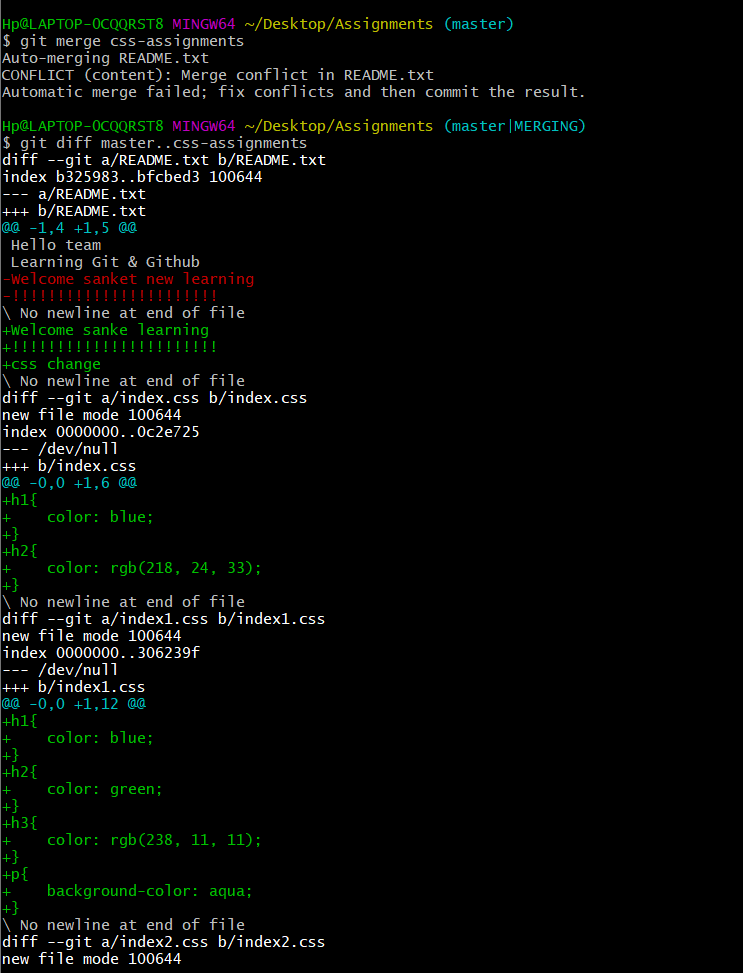 Hp@LAPTOP-OCQQRST8 MINGW64 ~/Desktop/Assignments (master)
$ git merge css-assignments
Auto-merging README.txt
CONFLICT (content): Merge conflict in README.txt
Automatic merge failed; fix conflicts and then commit the result.
Hp@LAPTOP-OCQQRST8 MINGW64 ~/Desktop/Assignments (master|MERGING)
$ git diff master..css-assignments
diff --git a/README.txt b/README.txt
index b325983..bfcbed3 100644
--- a/README.txt
+++ b/README.txt
@@ -1,4 +1,5 @@
 Hello team
 Learning Git & Github
-Welcome sanket new learning
-!!!!!!!!!!!!!!!!!!!!!!!
\ No newline at end of file
+Welcome sanke learning
+!!!!!!!!!!!!!!!!!!!!!!!
+css change
\ No newline at end of file
diff --git a/index.css b/index.css
new file mode 100644
index 0000000..0c2e725
--- /dev/null
+++ b/index.css
@@ -0,0 +1,6 @@
+h1{
+    color: blue;
+}
+h2{
+    color: rgb(218, 24, 33);
+}
\ No newline at end of file
diff --git a/index1.css b/index1.css
new file mode 100644
index 0000000..306239f
--- /dev/null
+++ b/index1.css
@@ -0,0 +1,12 @@
+h1{
+    color: blue;
+}
+h2{
+    color: green;
+}
+h3{
+    color: rgb(238, 11, 11);
+}
+p{
+    background-color: aqua;
+}
\ No newline at end of file
diff --git a/index2.css b/index2.css
new file mode 100644